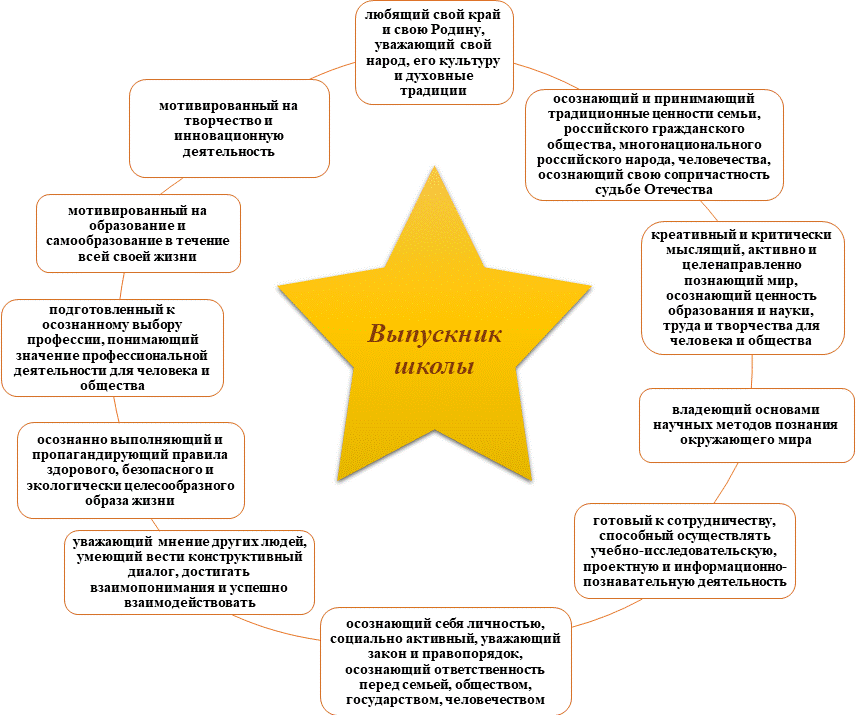 любящий свой край
и свою Родину,
уважающий свой
народ, его культуру
и духовные
традиции
осознающий и принимающий
традиционные ценности семьи,
российского гражданского
общества, многонационального
российского народа, человечества,
осознающий свою сопричастность
судьбе Отечества
креативный и критически
мыслящий, активно и
целенаправленно
познающий мир,
осознающий ценность
образования и науки,
труда и творчества для
человека и общества
владеющий основами
научных методов познания
окружающего мира
готовый к сотрудничеству,
способный осуществлять
учебно-исследовательскую,
проектную и информационно-
познавательную деятельность
осознающий себя личностью,
социально активный, уважающий
закон и правопорядок,
осознающий ответственность
перед семьей, обществом,
государством, человечеством
уважающий мнение других людей,
умеющий вести конструктивный
диалог, достигать
взаимопонимания и успешно
взаимодействовать
осознанно выполняющий и
пропагандирующий правила
здорового, безопасного и
экологически целесообразного
образа жизни
подготовленный к
осознанному выбору
профессии, понимающий
значение профессиональной
деятельности для человека и
общества
мотивированный на
образование и
самообразование в течение
всей своей жизни
мотивированный на
творчество и
инновационную
деятельность
Выпускник
школы